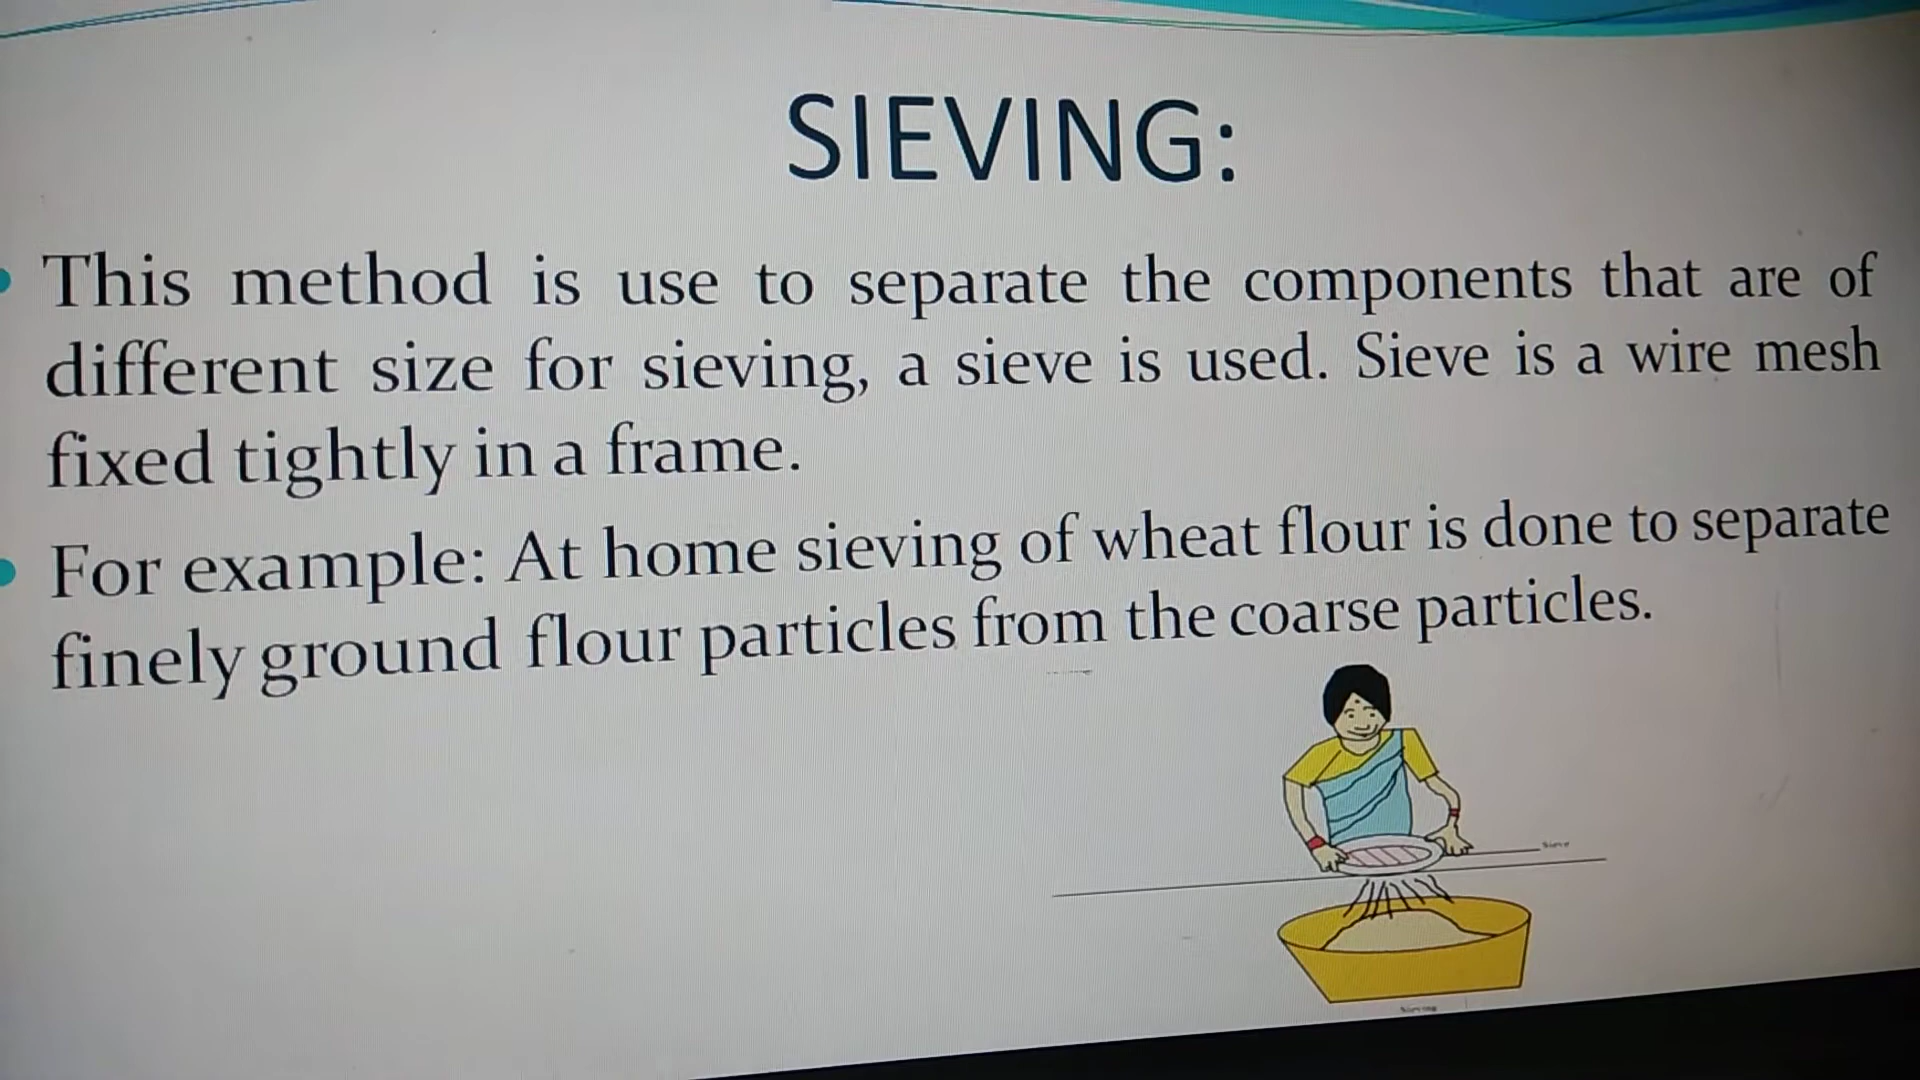 SIEVING:
This method is use to separate the components that are of
different size for sieving, a sieve is used. Sieve is a wire mesh
fixed tightly in a frame.
For example: At home sieving of wheat flour is done to separate
finely ground flour particles from the coarse particles.
Sieve
Sieving